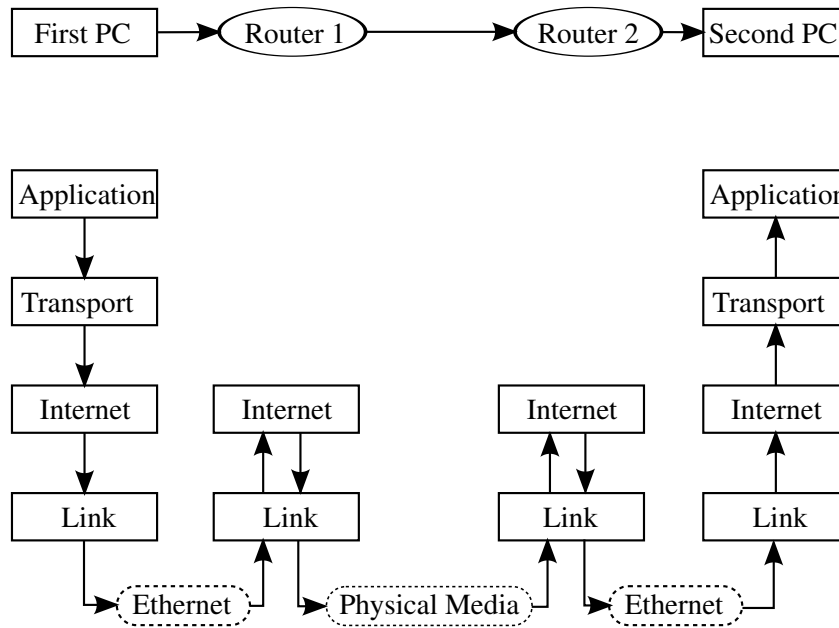 First PC
Router 1
Router 2
Second PC
Application
Application
Transport
Transport
Internet
Internet
Internet
Internet
Link
Link
Link
Link
Ethernet
Physical Media
Ethernet